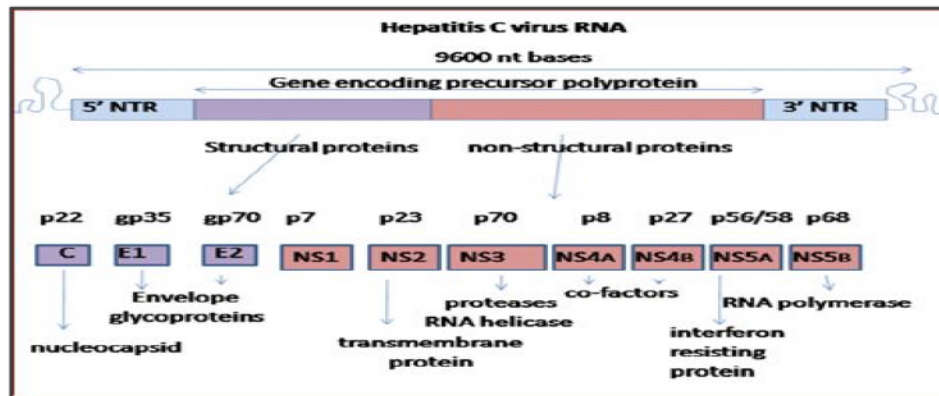 Hepatitis C virus RNA
9600 nt bases
Gene encoding precursor polyprotein
5' NTR
3' NTR
Structural proteins
non-structural proteins
p22 gp35 gp70 p7 p23 p70 p8 p27 p56/58 p68
C E1 E2 NS1 NS2 NS3 NS4A NS4B NS5A NS5B
Envelope
glycoproteins
nucleocapsid
transmembrane
protein
proteases
RNA helicase
co-factors
interferon
resisting
protein
RNA polymerase